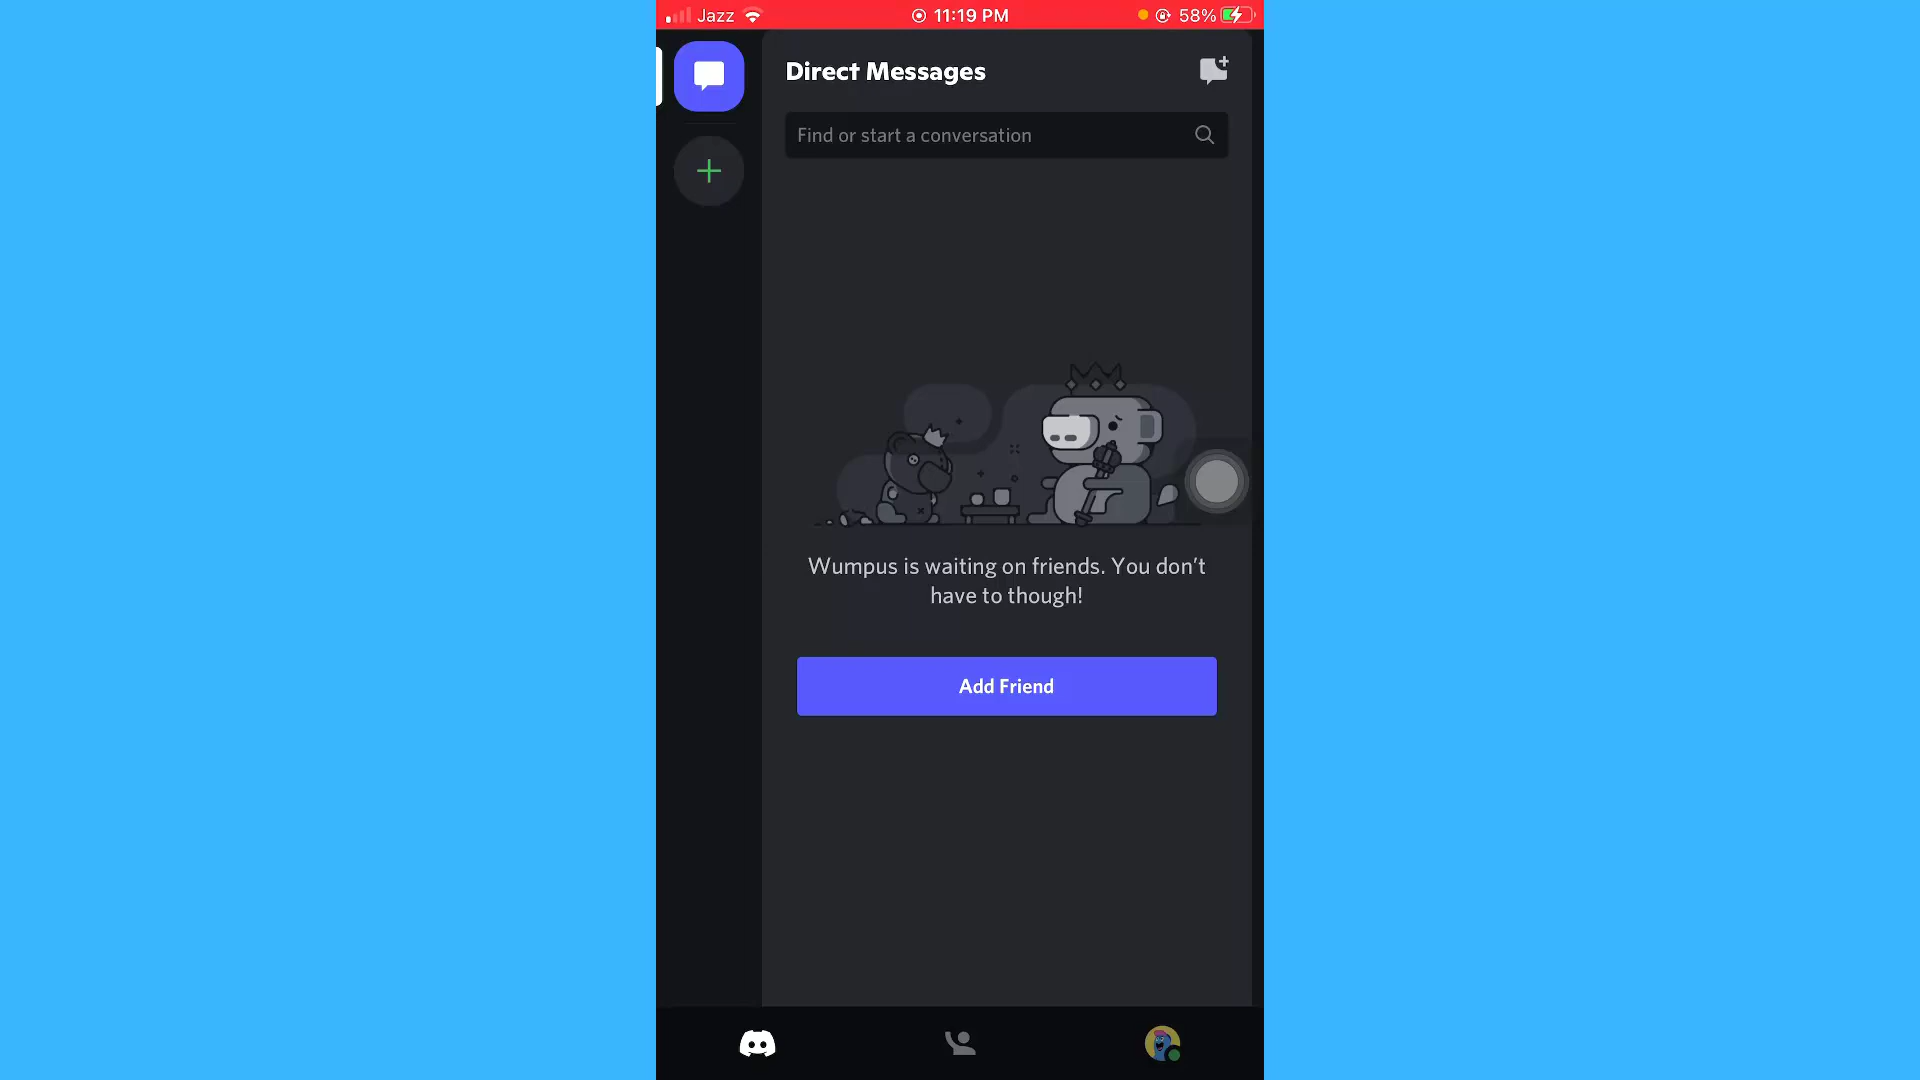 Jazz 11:19 PM 58%
Direct Messages
Find or start a conversation
Wumpus is waiting on friends. You don’t
have to though!
Add Friend